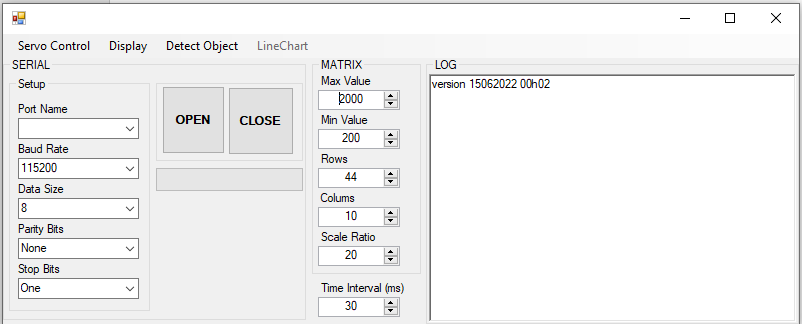 Servo Control Display Detect Object LineChart
SERIAL
Setup
Port Name
Baud Rate
115200
Data Size
8
Parity Bits
None
Stop Bits
One
OPEN CLOSE
MATRIX
Max Value
2000
Min Value
200
Rows
44
Colums
10
Scale Ratio
20
Time Interval (ms)
30
LOG
version 15062022 00h02